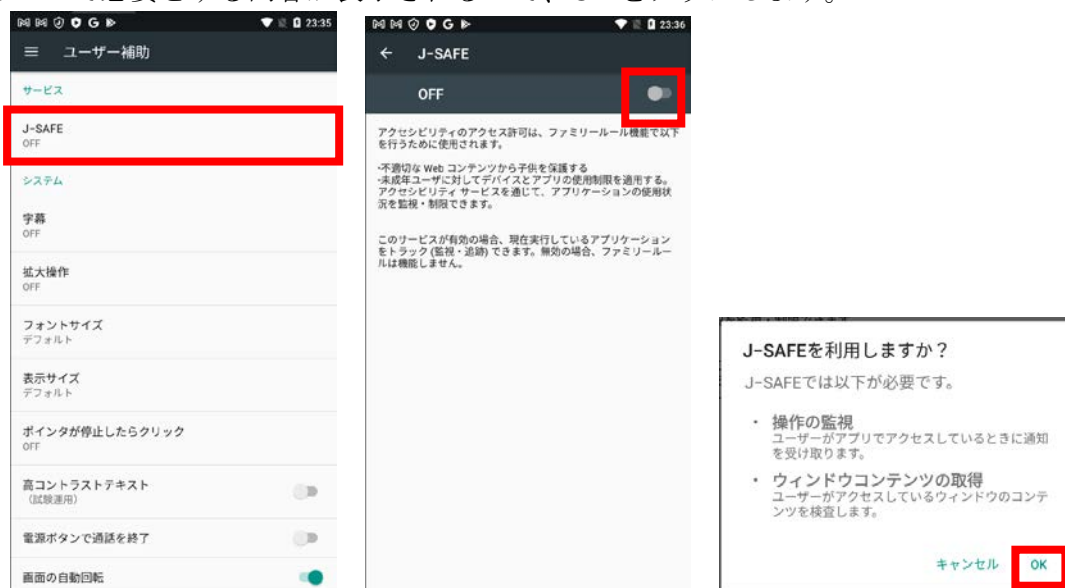 23:35
ユーザー補助
サービス
J-SAFE
OFF
システム
字幕
OFF
拡大操作
OFF
フォントサイズ
デフォルト
表示サイズ
デフォルト
ポインタが停止したらクリック
OFF
高コントラストテキスト
（試験運用）
電源ボタンで通話を終了
画面の自動回転
23:36
J-SAFE
OFF
アクセシビリティのアクセス許可は、ファミリールール機能で以下
を行うために使用されます。
-不適切な Web コンテンツから子供を保護する
-未成年ユーザに対してデバイスとアプリの使用制限を適用する。
アクセシビリティ サービスを通じて、アプリケーションの使用状
況を監視・制限できます。
このサービスが有効の場合、現在実行しているアプリケーション
をトラック (監視・追跡) できます。無効の場合、ファミリールー
ルは機能しません。
J-SAFEを利用しますか？
J-SAFEでは以下が必要です。
・ 操作の監視
ユーザーがアプリでアクセスしているときに通知
を受け取ります。
・ ウィンドウコンテンツの取得
ユーザーがアクセスしているウィンドウのコンテ
ンツを検査します。
キャンセル OK